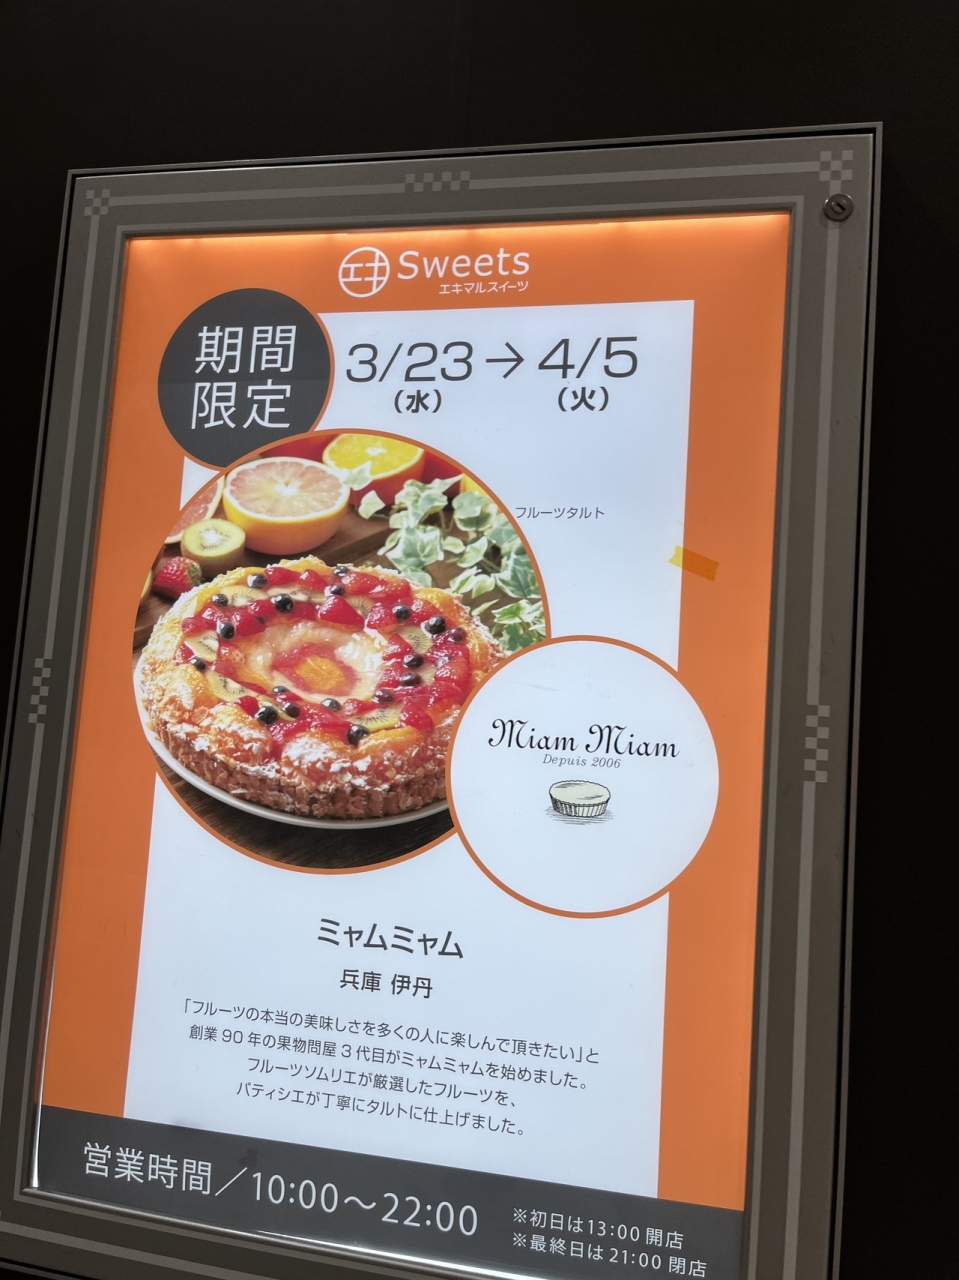 エキ Sweets
エキマルスイーツ
期間
限定
3/23→4/5
(水) (火)
フルーツタルト
Miam Miam
Depuis 2006
ミャムミャム
兵庫 伊丹
「フルーツの本当の美味しさを多くの人に楽しんで頂きたい」と
創業90年の果物問屋3代目がミャムミャムを始めました。
フルーツソムリエが厳選したフルーツを、
パティシエが丁寧にタルトに仕上げました。
営業時間/10:00〜22:00
※初日は13:00 開店
※最終日は 21:00 閉店